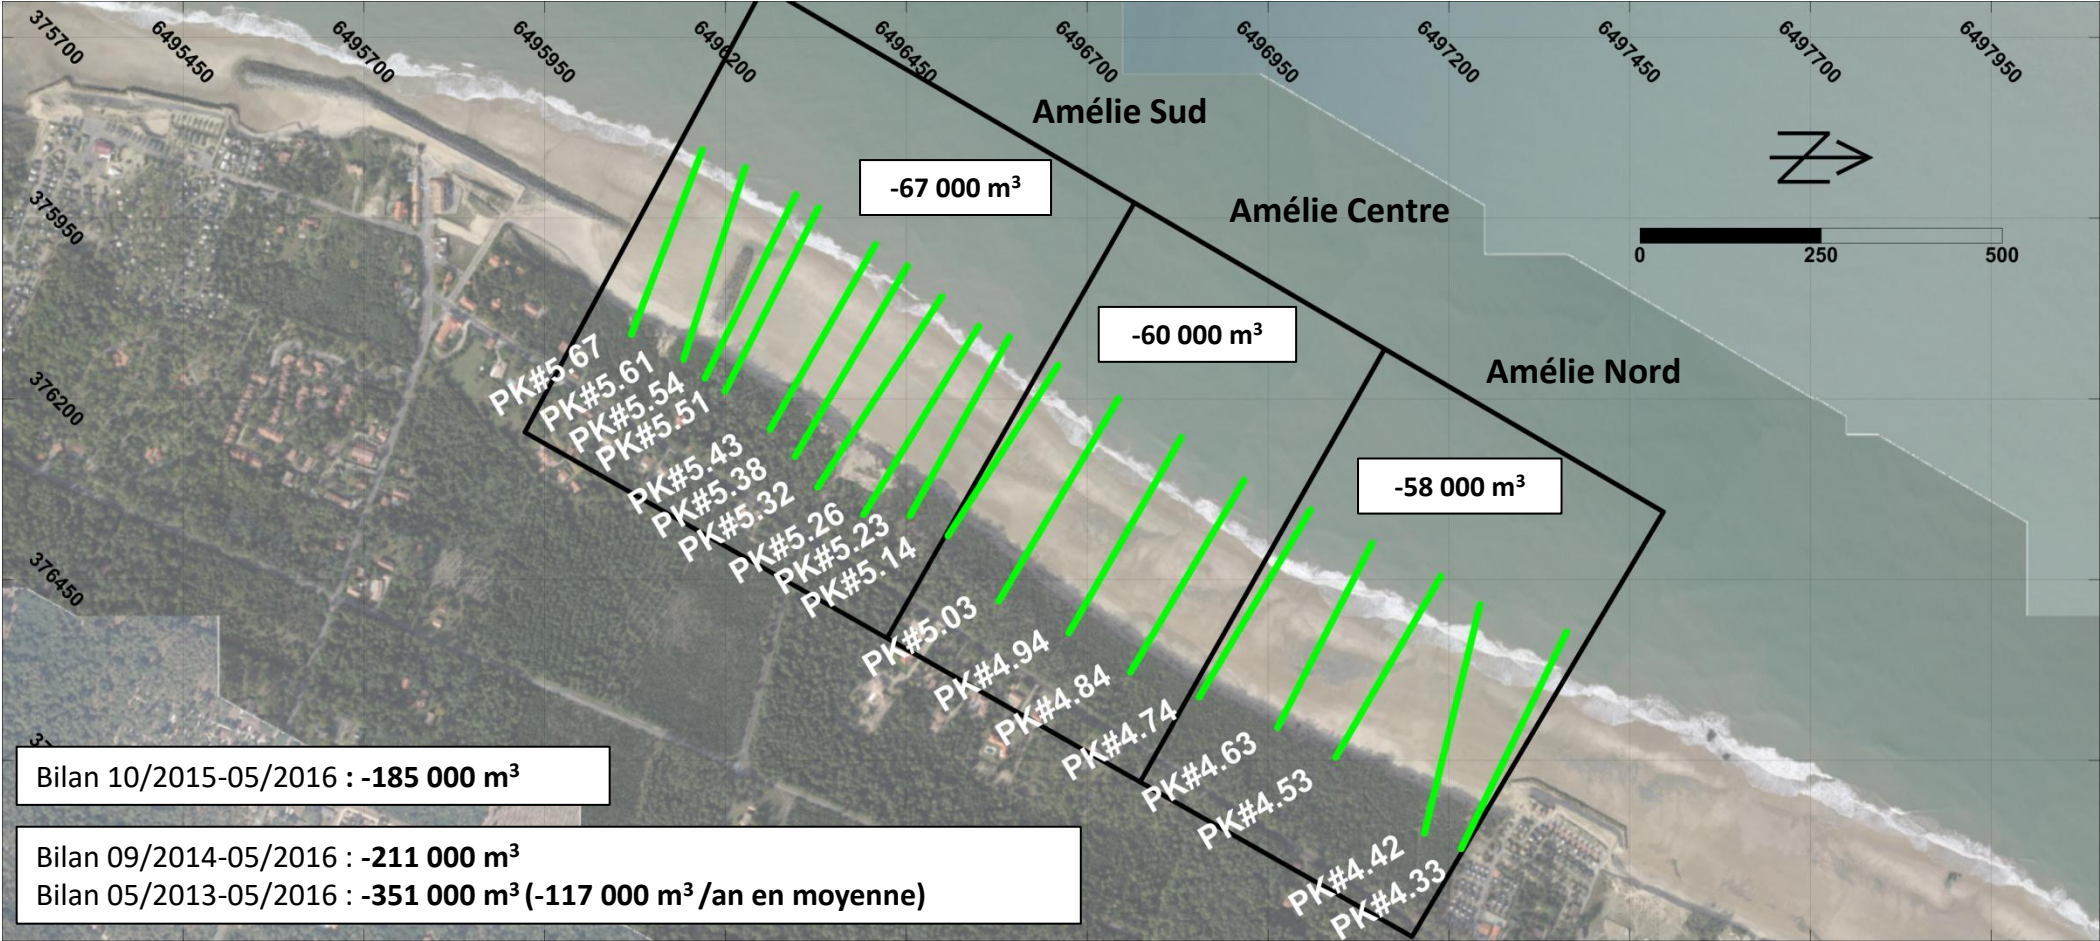 375700
6495450
6495700
6495950
6496200
6496450
6496700
6496950
6497200
6497450
6497700
6497950
Amélie Sud
-67 000 m³
Amélie Centre
-60 000 m³
Amélie Nord
-58 000 m³
N
0 250 500
375950
376200
376450
PK#5.67
PK#5.61
PK#5.54
PK#5.51
PK#5.43
PK#5.38
PK#5.32
PK#5.26
PK#5.23
PK#5.14
PK#5.03
PK#4.94
PK#4.84
PK#4.74
PK#4.63
PK#4.53
PK#4.42
PK#4.33
Bilan 10/2015-05/2016 : -185 000 m³
Bilan 09/2014-05/2016 : -211 000 m³
Bilan 05/2013-05/2016 : -351 000 m³ (-117 000 m³ /an en moyenne)